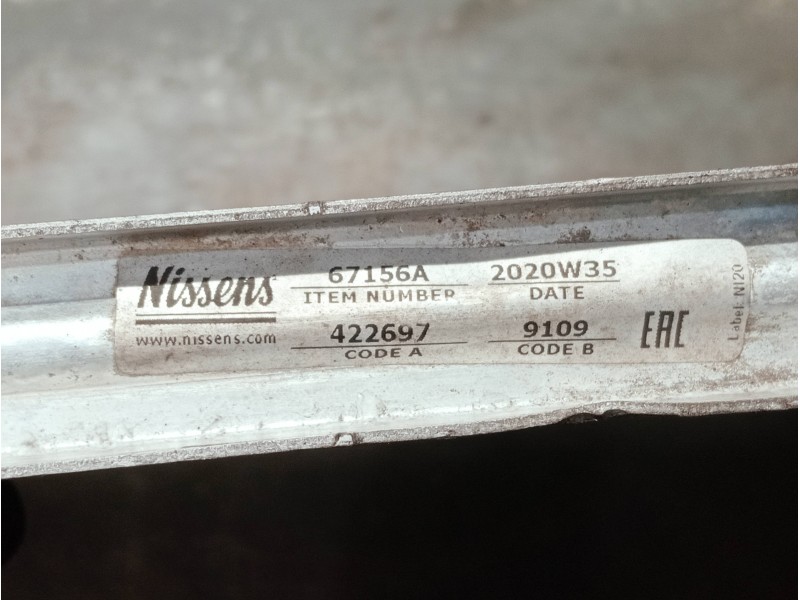 Nissens 67156A 2020W35
ITEM NUMBER DATE
www.nissens.com 422697 9109 EAC
CODE A CODE B
Label NI20